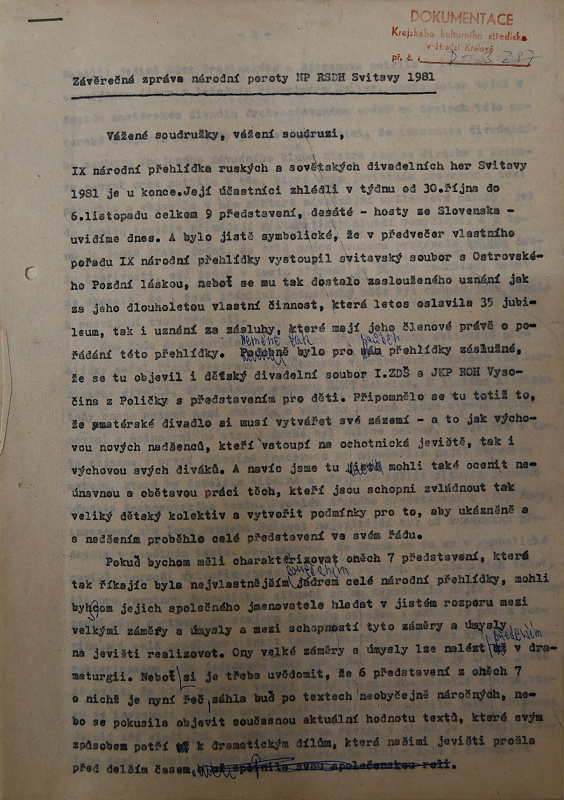 DOKUMENTACE
Krajského kulturního střediska
v Hradci Králové
př. č.
Závěrečná zpráva národní poroty NP RSDH Svitavy 1981
Vážené soudružky, vážení soudruzi,
IX národní přehlídka ruských a sovětských divadelních her Svitavy
1981 je u konce.Její účastníci zhlédli v týdnu od 30.října do
6.listopadu celkem 9 představení, desáté - hosty ze Slovenska -
uvidíme dnes. A bylo jistě symbolické, že v předvečer vlastního
pořadu IX národní přehlídky vystoupil svitavský soubor s Ostrovské-
ho Pozdní láskou, neboť se mu tak dostalo zaslouženého uznání jak
za jeho dlouholetou vlastní činnost, která letos oslavila 35 jubi-
leum, tak i uznání za zásluhy, které mají jeho členové právě o po-
Neméně tak průběh
řádání této přehlídky. Podobně bylo pro přehlídky záslužné,
že se tu objevil i dětský divadelní soubor I.ZDŠ a JKP ROH Vyso-
čina z Poličky s představením pro děti. Připomnělo se tu totiž to,
že amatérské divadlo si musí vytvářet své zázemí - a to jak výcho-
vou nových nadšenců, kteří vstoupí na ochotnická jeviště, tak i
výchovou svých diváků. A navíc jsme tu mohli také ocenit ne-
únavnou a obětavou práci těch, kteří jsou schopni zvládnout tak
veliký dětský kolektiv a vytvořit podmínky pro to, aby ukázněně a
s nadšením proběhlo celé představení ve svém řádu.
Pokuď bychom měli charaktěrizovat oněch 7 představení, která
tak říkajíc byla nejvlastnějším jádrem celé národní přehlídky, mohli
bychom jejich společného jmenovatele hledat v jistém rozporu mezi
velkými záměry a úmysly a mezi schopností tyto záměry a úmysly
především
na jevišti realizovat. Ony velké záměry a úmysly lze nalézt v dra-
maturgii. Neboť si je třeba uvědomit, že 6 představení z oněch 7
o nichž je nyní řeč, sáhla buď po textech neobyčejně náročných, ne-
bo se pokusila objevit současnou aktuální hodnotu textů, které svým
způsobem patří k dramatickým dílům, která našimi jevišti prošla
před delším časem